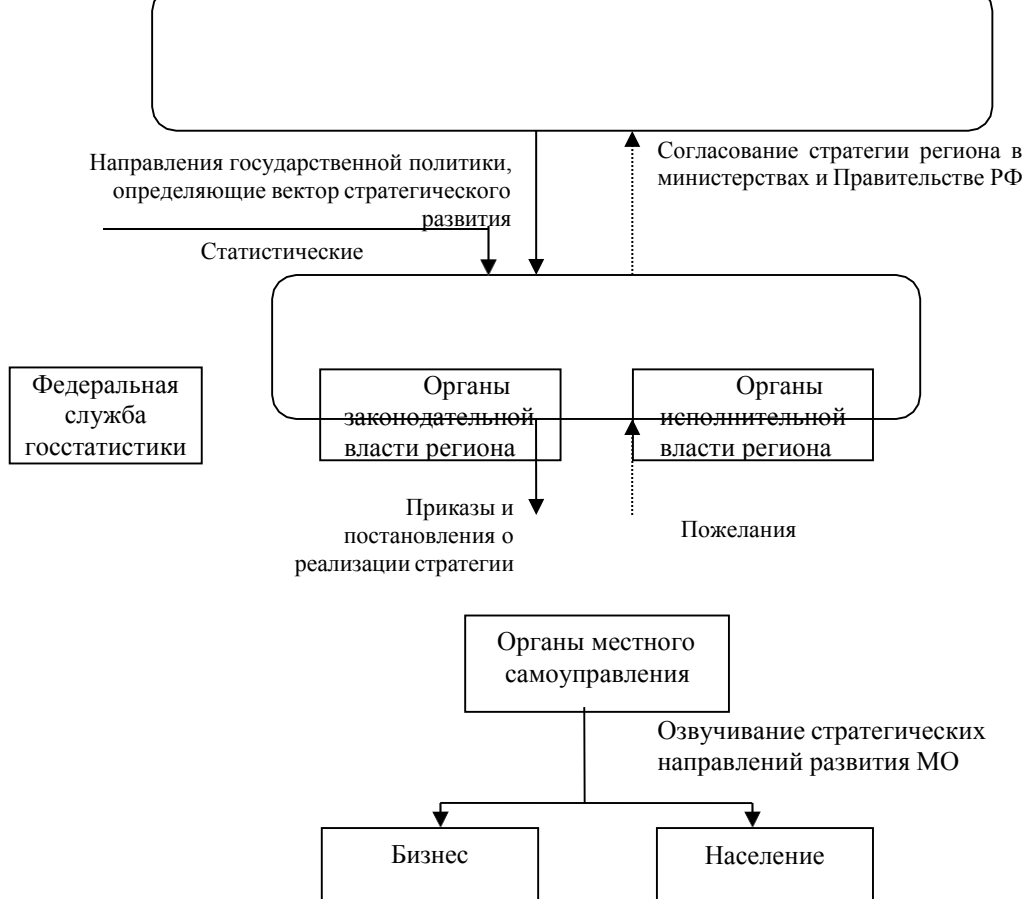 Направления государственной политики,
определяющие вектор стратегического
развития
Согласование стратегии региона в
министерствах и Правительстве РФ
Статистические
Федеральная
служба
госстатистики
Органы
законодательной
власти региона
Органы
исполнительной
власти региона
Приказы и
постановления о
реализации стратегии
Пожелания
Органы местного
самоуправления
Озвучивание стратегических
направлений развития МО
Бизнес
Население